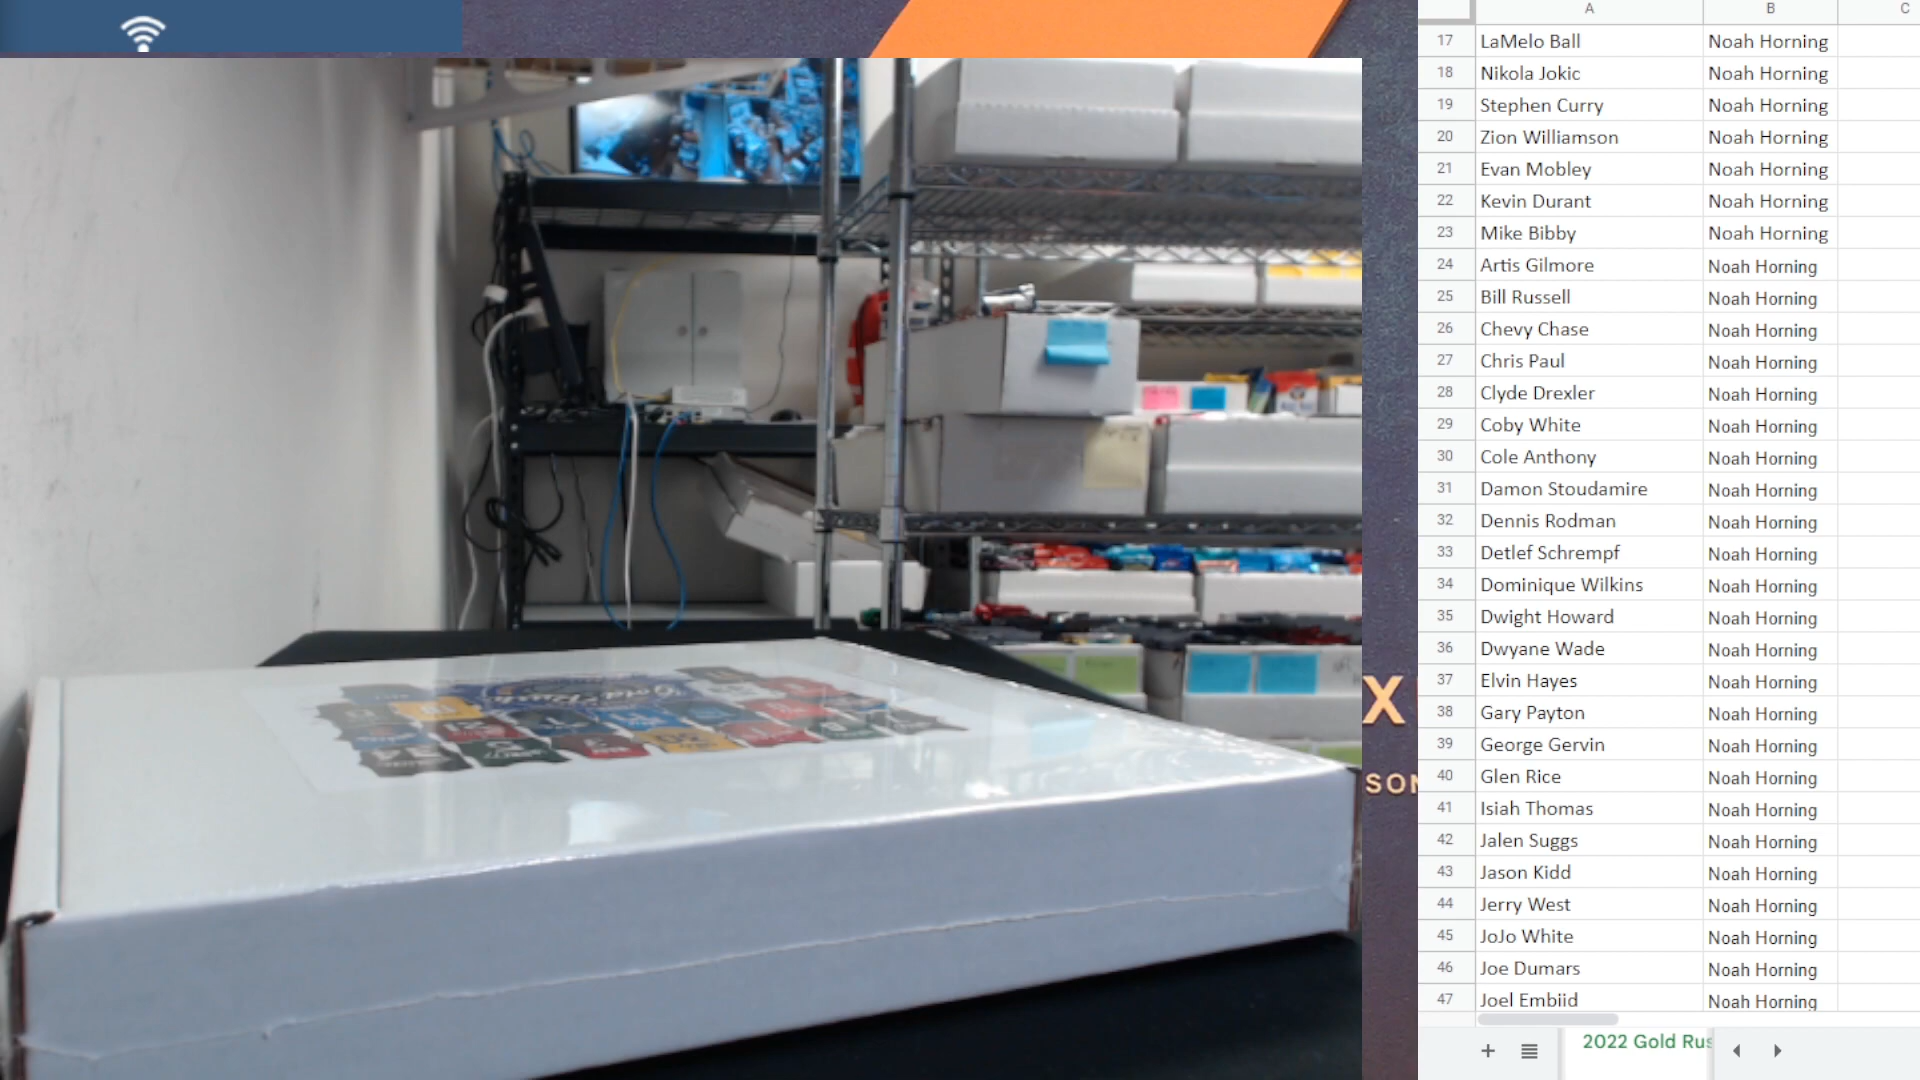 A B C
17 LaMelo Ball Noah Horning
18 Nikola Jokic Noah Horning
19 Stephen Curry Noah Horning
20 Zion Williamson Noah Horning
21 Evan Mobley Noah Horning
22 Kevin Durant Noah Horning
23 Mike Bibby Noah Horning
24 Artis Gilmore Noah Horning
25 Bill Russell Noah Horning
26 Chevy Chase Noah Horning
27 Chris Paul Noah Horning
28 Clyde Drexler Noah Horning
29 Coby White Noah Horning
30 Cole Anthony Noah Horning
31 Damon Stoudamire Noah Horning
32 Dennis Rodman Noah Horning
33 Detlef Schrempf Noah Horning
34 Dominique Wilkins Noah Horning
35 Dwight Howard Noah Horning
36 Dwyane Wade Noah Horning
37 Elvin Hayes Noah Horning
38 Gary Payton Noah Horning
39 George Gervin Noah Horning
40 Glen Rice Noah Horning
41 Isiah Thomas Noah Horning
42 Jalen Suggs Noah Horning
43 Jason Kidd Noah Horning
44 Jerry West Noah Horning
45 JoJo White Noah Horning
46 Joe Dumars Noah Horning
47 Joel Embiid Noah Horning
2022 Gold Rus
Gold Rush
X
SON